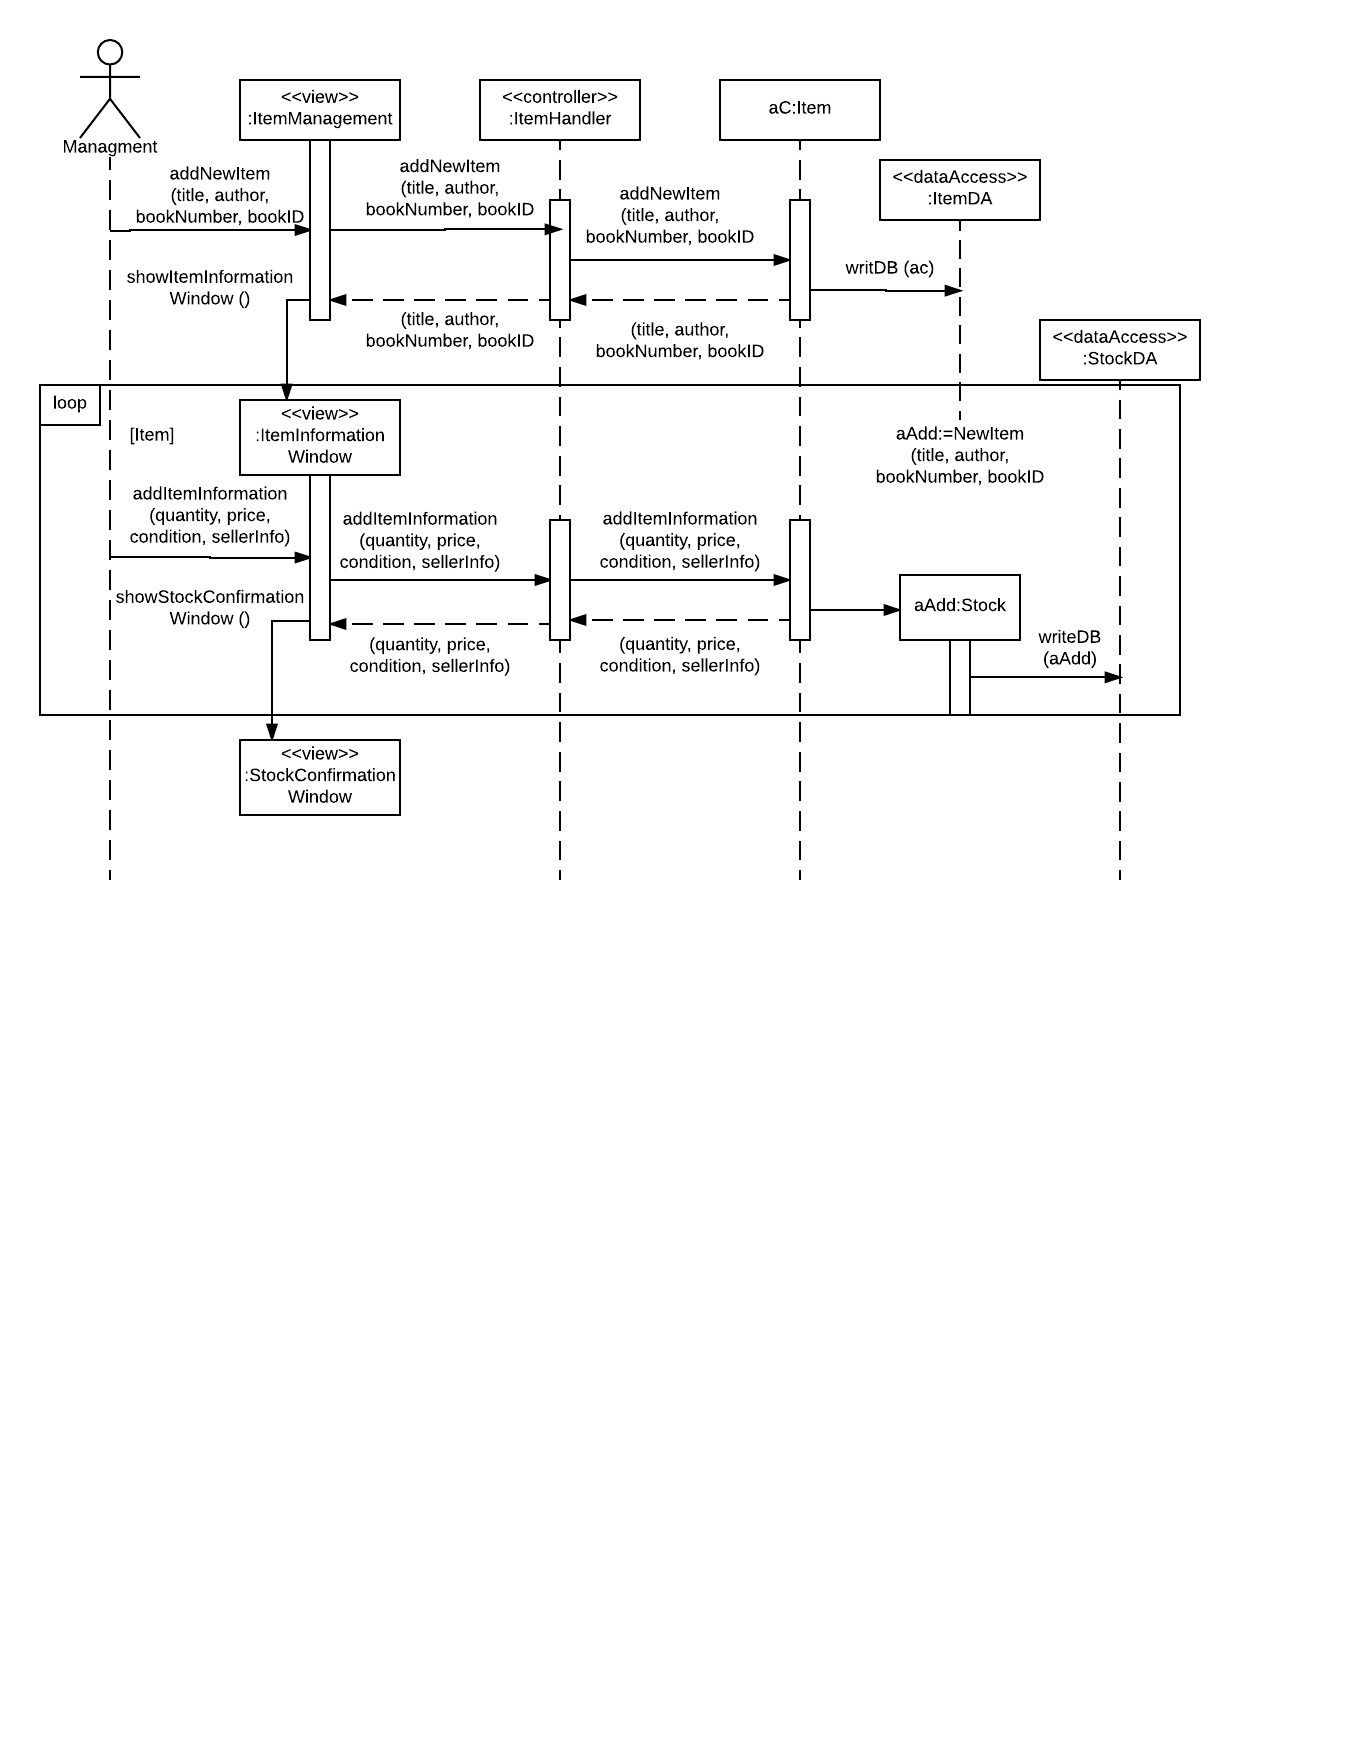 Managment
<<view>>
:ItemManagement
<<controller>>
:ItemHandler
aC:Item
<<dataAccess>>
:ItemDA
addNewItem
(title, author,
bookNumber, bookID
addNewItem
(title, author,
bookNumber, bookID
addNewItem
(title, author,
bookNumber, bookID
writDB (ac)
showItemInformation
Window ()
(title, author,
bookNumber, bookID
(title, author,
bookNumber, bookID
<<dataAccess>>
:StockDA
loop
[Item]
<<view>>
:ItemInformation
Window
aAdd:=NewItem
(title, author,
bookNumber, bookID
addItemInformation
(quantity, price,
condition, sellerInfo)
addItemInformation
(quantity, price,
condition, sellerInfo)
addItemInformation
(quantity, price,
condition, sellerInfo)
showStockConfirmation
Window ()
aAdd:Stock
(quantity, price,
condition, sellerInfo)
(quantity, price,
condition, sellerInfo)
writeDB
(aAdd)
<<view>>
:StockConfirmation
Window